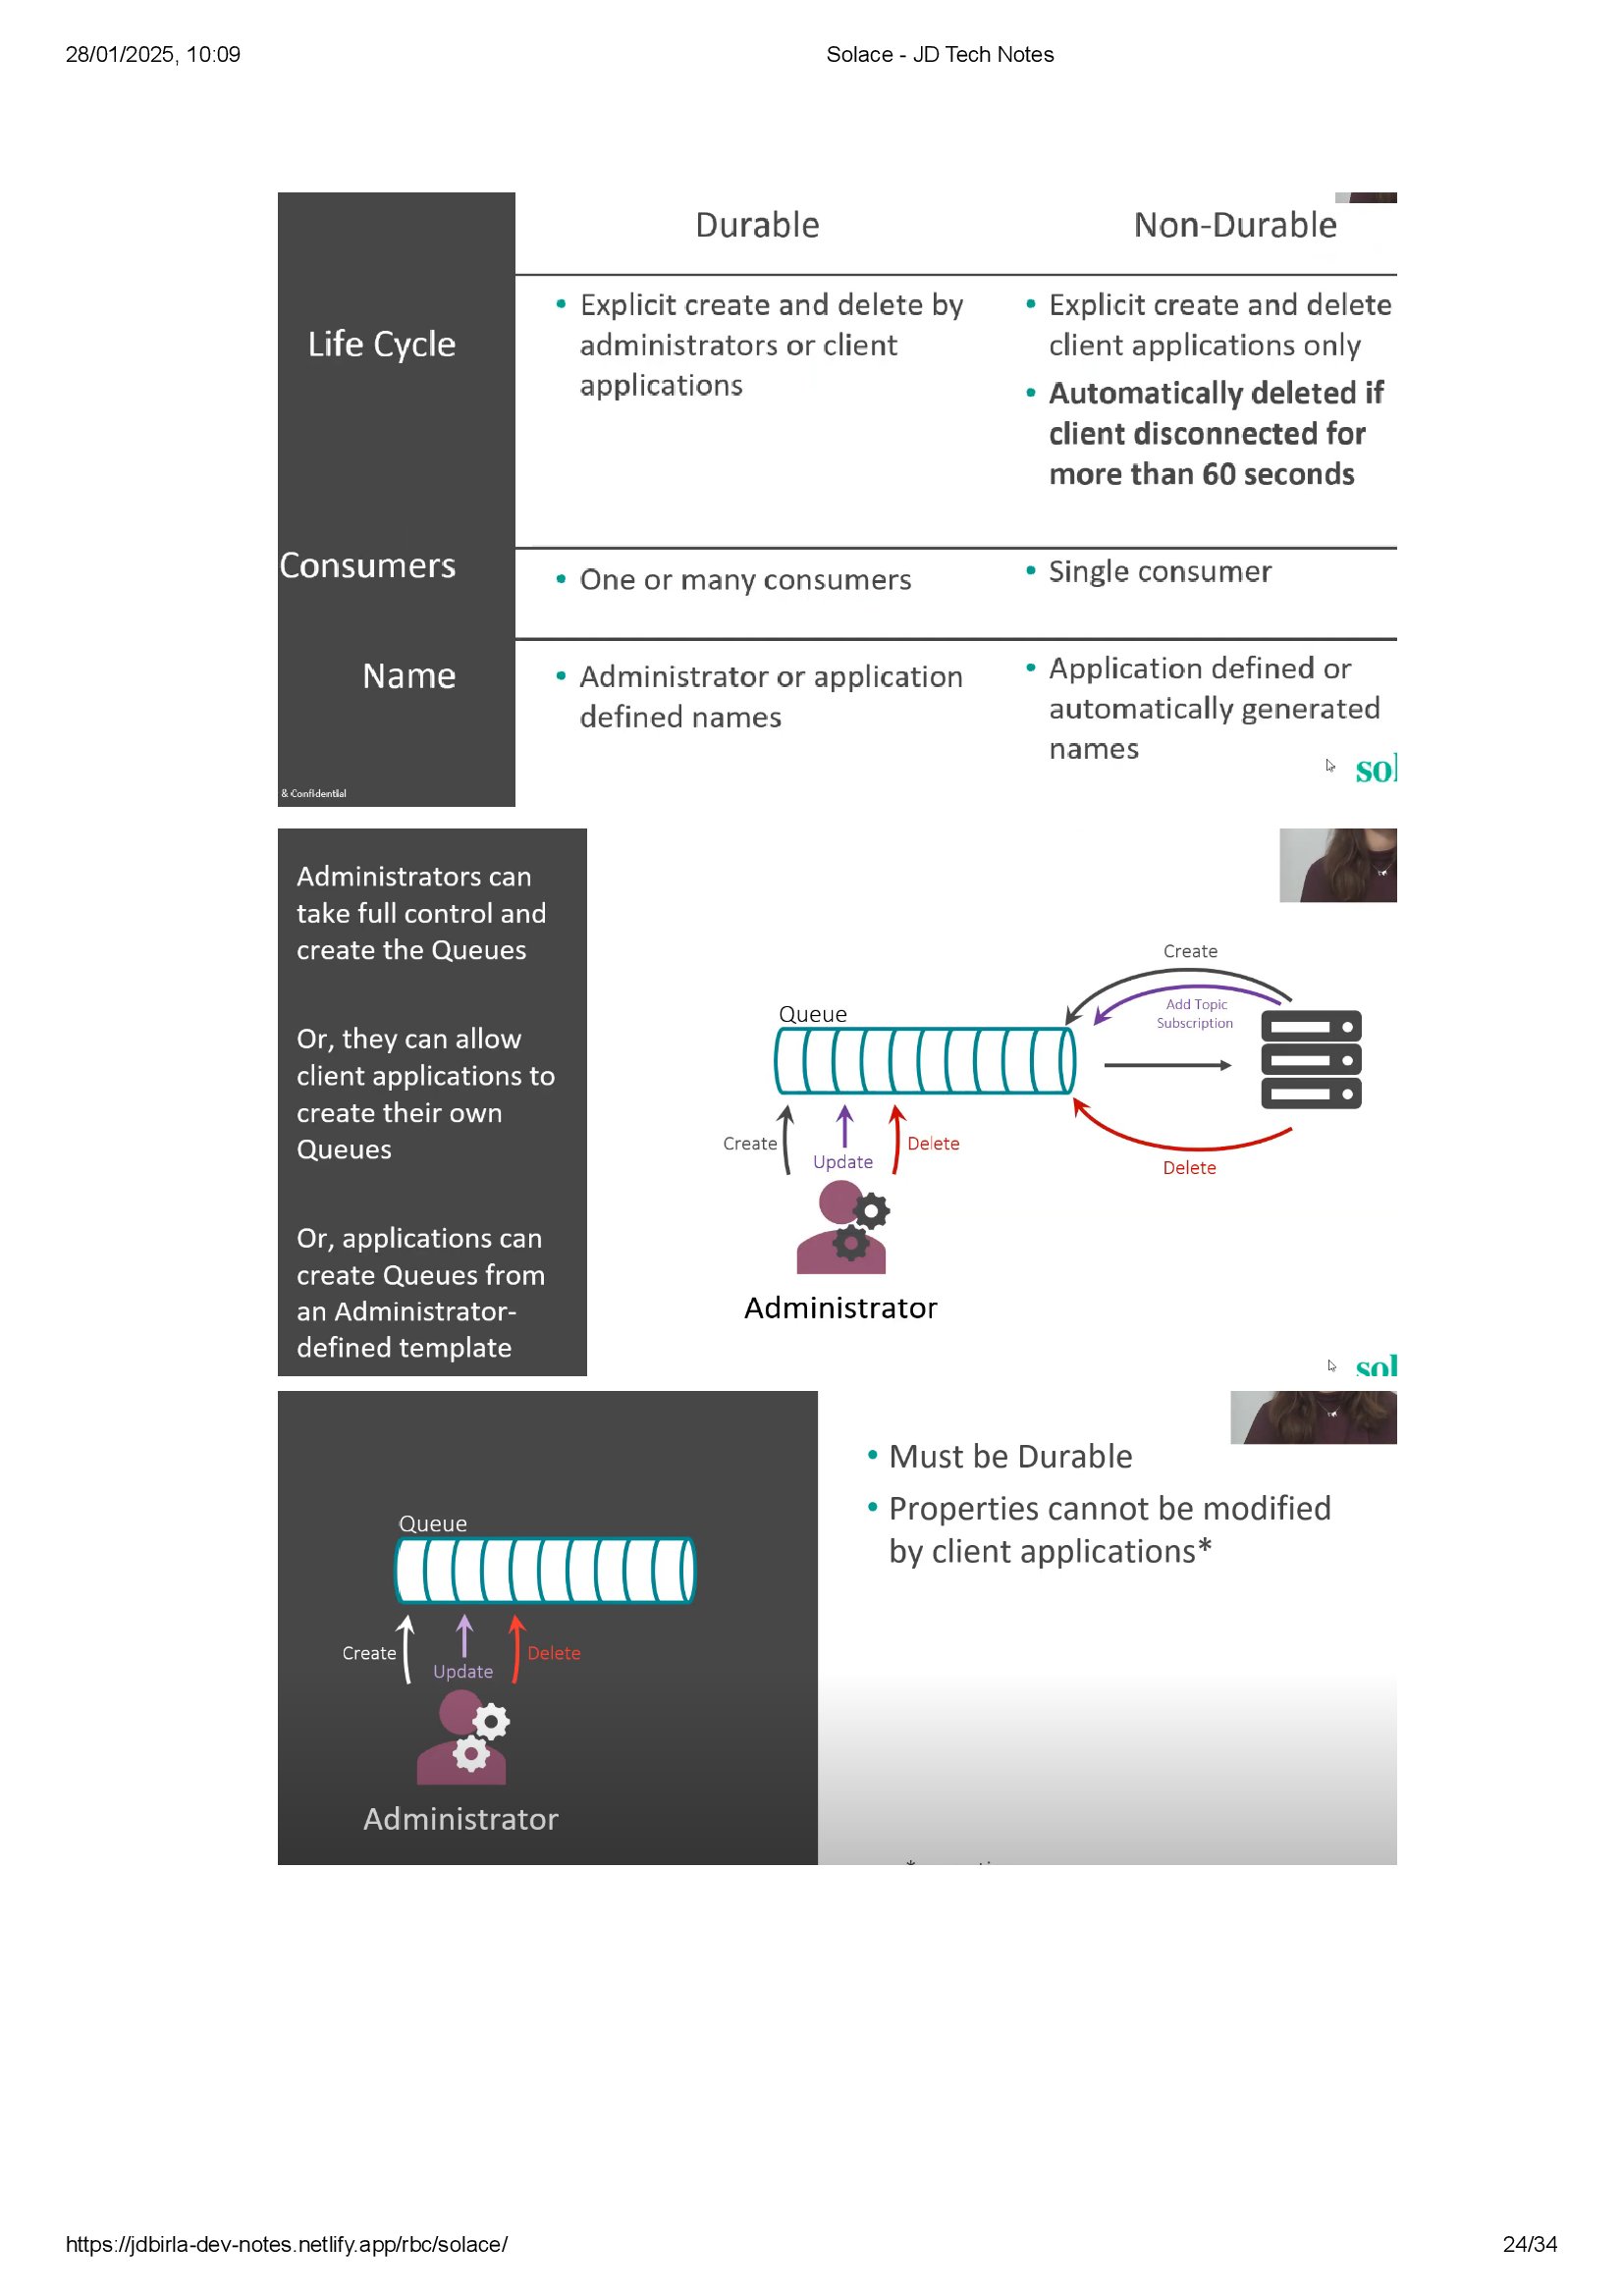 28/01/2025, 10:09
Solace - JD Tech Notes
Durable
Non-Durable
Life Cycle
• Explicit create and delete by
administrators or client
applications
• Explicit create and delete
client applications only
• Automatically deleted if
client disconnected for
more than 60 seconds
Consumers
• One or many consumers
• Single consumer
Name
• Administrator or application
defined names
• Application defined or
automatically generated
names
& Confidential
sol
Administrators can
take full control and
create the Queues
Or, they can allow
client applications to
create their own
Queues
Or, applications can
create Queues from
an Administrator-
defined template
Create
Add Topic
Subscription
Queue
Create
Update
Delete
Delete
Administrator
sol
Queue
Create
Update
Delete
Administrator
• Must be Durable
• Properties cannot be modified
by client applications*
https://jdbirla-dev-notes.netlify.app/rbc/solace/
24/34